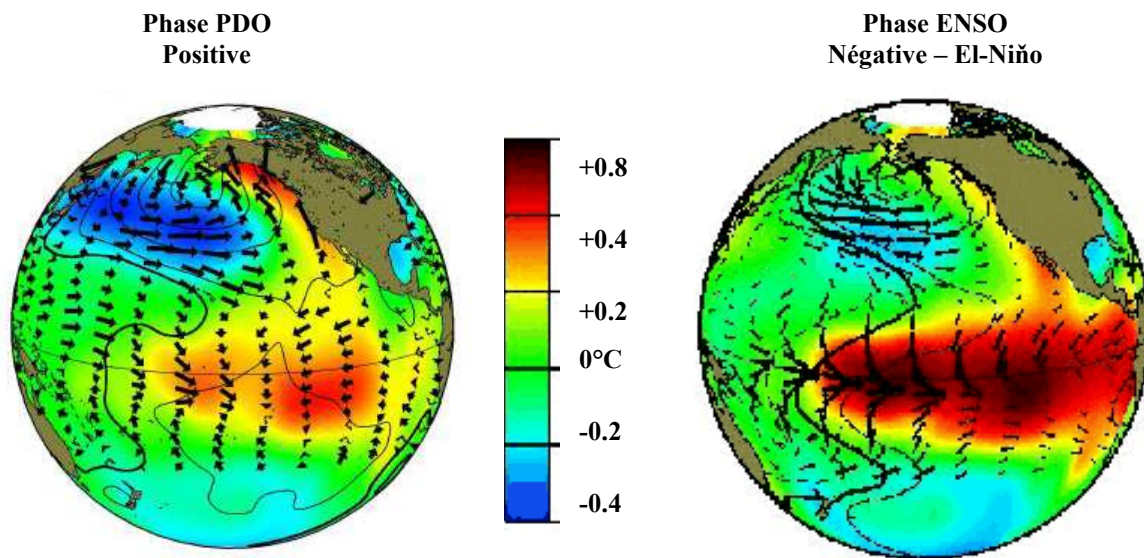 Phase PDO
Positive
Phase ENSO
Négative – El-Niňo
+0.8
+0.4
+0.2
0°C
-0.2
-0.4